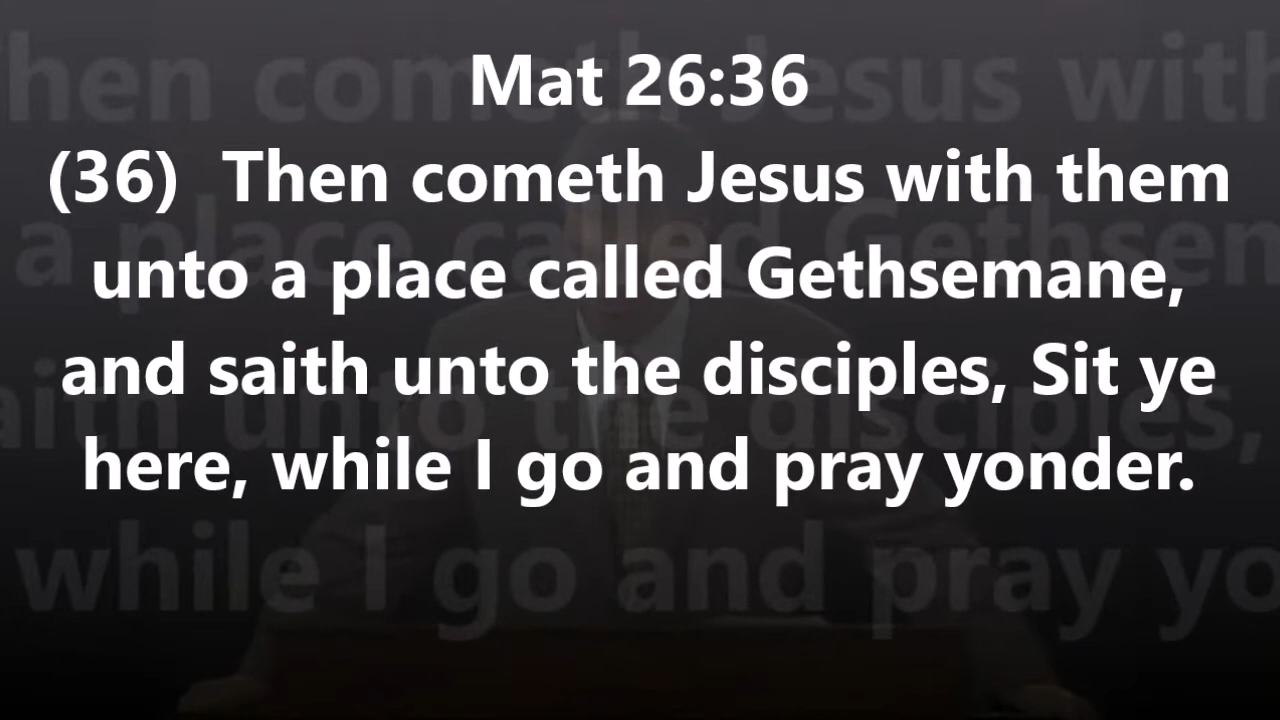 Mat 26:36
(36)  Then cometh Jesus with them
unto a place called Gethsemane,
and saith unto the disciples, Sit ye
here, while I go and pray yonder.